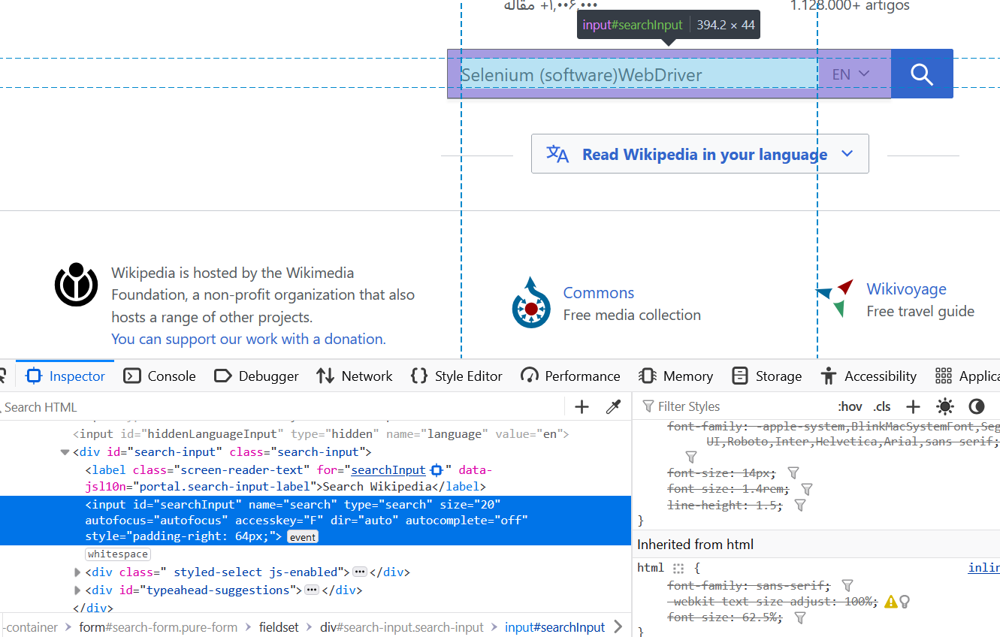 +۱٬۰۰۶٬۰۰۰ مقاله
1.128.000+ artigos
input#searchInput 394.2 × 44
Selenium (software)WebDriver EN
Read Wikipedia in your language
Wikipedia is hosted by the Wikimedia
Foundation, a non-profit organization that also
hosts a range of other projects.
You can support our work with a donation.
Commons
Free media collection
Wikivoyage
Free travel guide
Inspector Console Debugger Network Style Editor Performance Memory Storage Accessibility Applica
Search HTML
<input id="hiddenLanguageInput" type="hidden" name="language" value="en">
<div id="search-input" class="search-input">
<label class="screen-reader-text" for="searchInput" data-
jsl10n="portal.search-input-label">Search Wikipedia</label>
<input id="searchInput" name="search" type="search" size="20"
autofocus="autofocus" accesskey="F" dir="auto" autocomplete="off"
style="padding-right: 64px;"> event
whitespace
<div class=" styled-select js-enabled">•••</div>
<div id="typeahead-suggestions">•••</div>
</div>
-container form#search-form.pure-form fieldset div#search-input.search-input input#searchInput
Filter Styles :hov .cls
font-family: -apple-system,BlinkMacSystemFont,Seg
UI,Roboto,Inter,Helvetica,Arial,sans-serif;
font-size: 14px;
font-size: 1.4rem;
line-height: 1.5;
}
Inherited from html
html { inlin
font-family: sans-serif;
-webkit-text-size-adjust: 100%;
font-size: 62.5%;
}